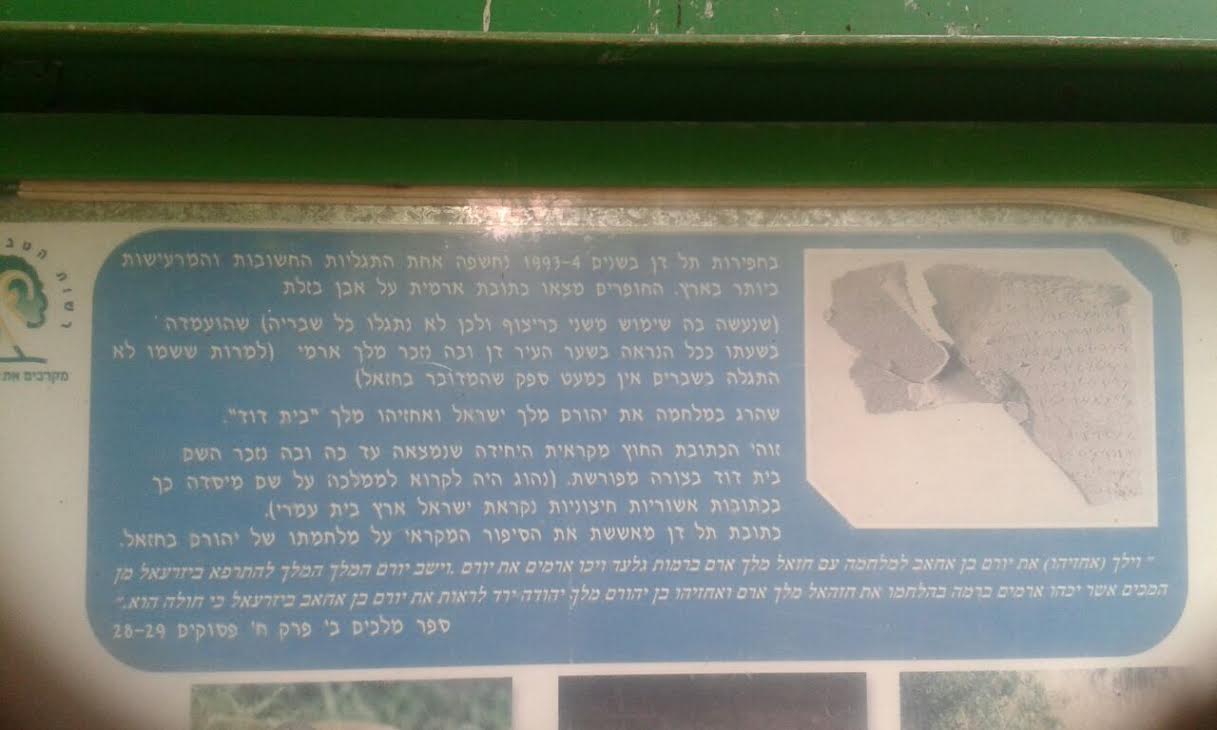 רשות הטב
מקרבים את
בחפירות תל דן בשנים 1993-4 נחשפה אחת התגליות החשובות והמרעישות
ביותר בארץ. החופרים מצאו כתובת ארמית על אבן בזלת
(שנעשה בה שימוש משני כריצוף ולכן לא נתגלו כל שבריה) שהועמדה
בשעתו ככל הנראה בשער העיר דן ובה נזכר מלך ארמי (למרות ששמו לא
התגלה בשברים אין כמעט ספק שהמדובר בחזאל)
שהרג במלחמה את יהורם מלך ישראל ואחזיהו מלך "בית דוד".
זוהי הכתובת החוץ מקראית היחידה שנמצאה עד כה ובה נזכר השם
בית דוד בצורה מפורשת. (נהוג היה לקרוא לממלכה על שם מיסדה כך
בכתובות אשוריות חיצוניות נקראת ישראל ארץ בית עמרי).
כתובת תל דן מאששת את הסיפור המקראי על מלחמתו של יהורם בחזאל.
" וילך (אחזיהו) את יורם בן אחאב למלחמה עם חזאל מלך אדם ברמות גלעד ויכו ארמים את יורם .וישב יורם המלך המלך להתרפא ביזרעאל מן
המכים אשר יכהו ארמים ברמה בהלחמו את חזהאל מלך ארם ואחזיהו בן יהורם מלך יהודה ירד לראות את יורם בן אחאב ביזרעאל כי חולה הוא."
ספר מלכים ב' פרק ח' פסוקים 28-29